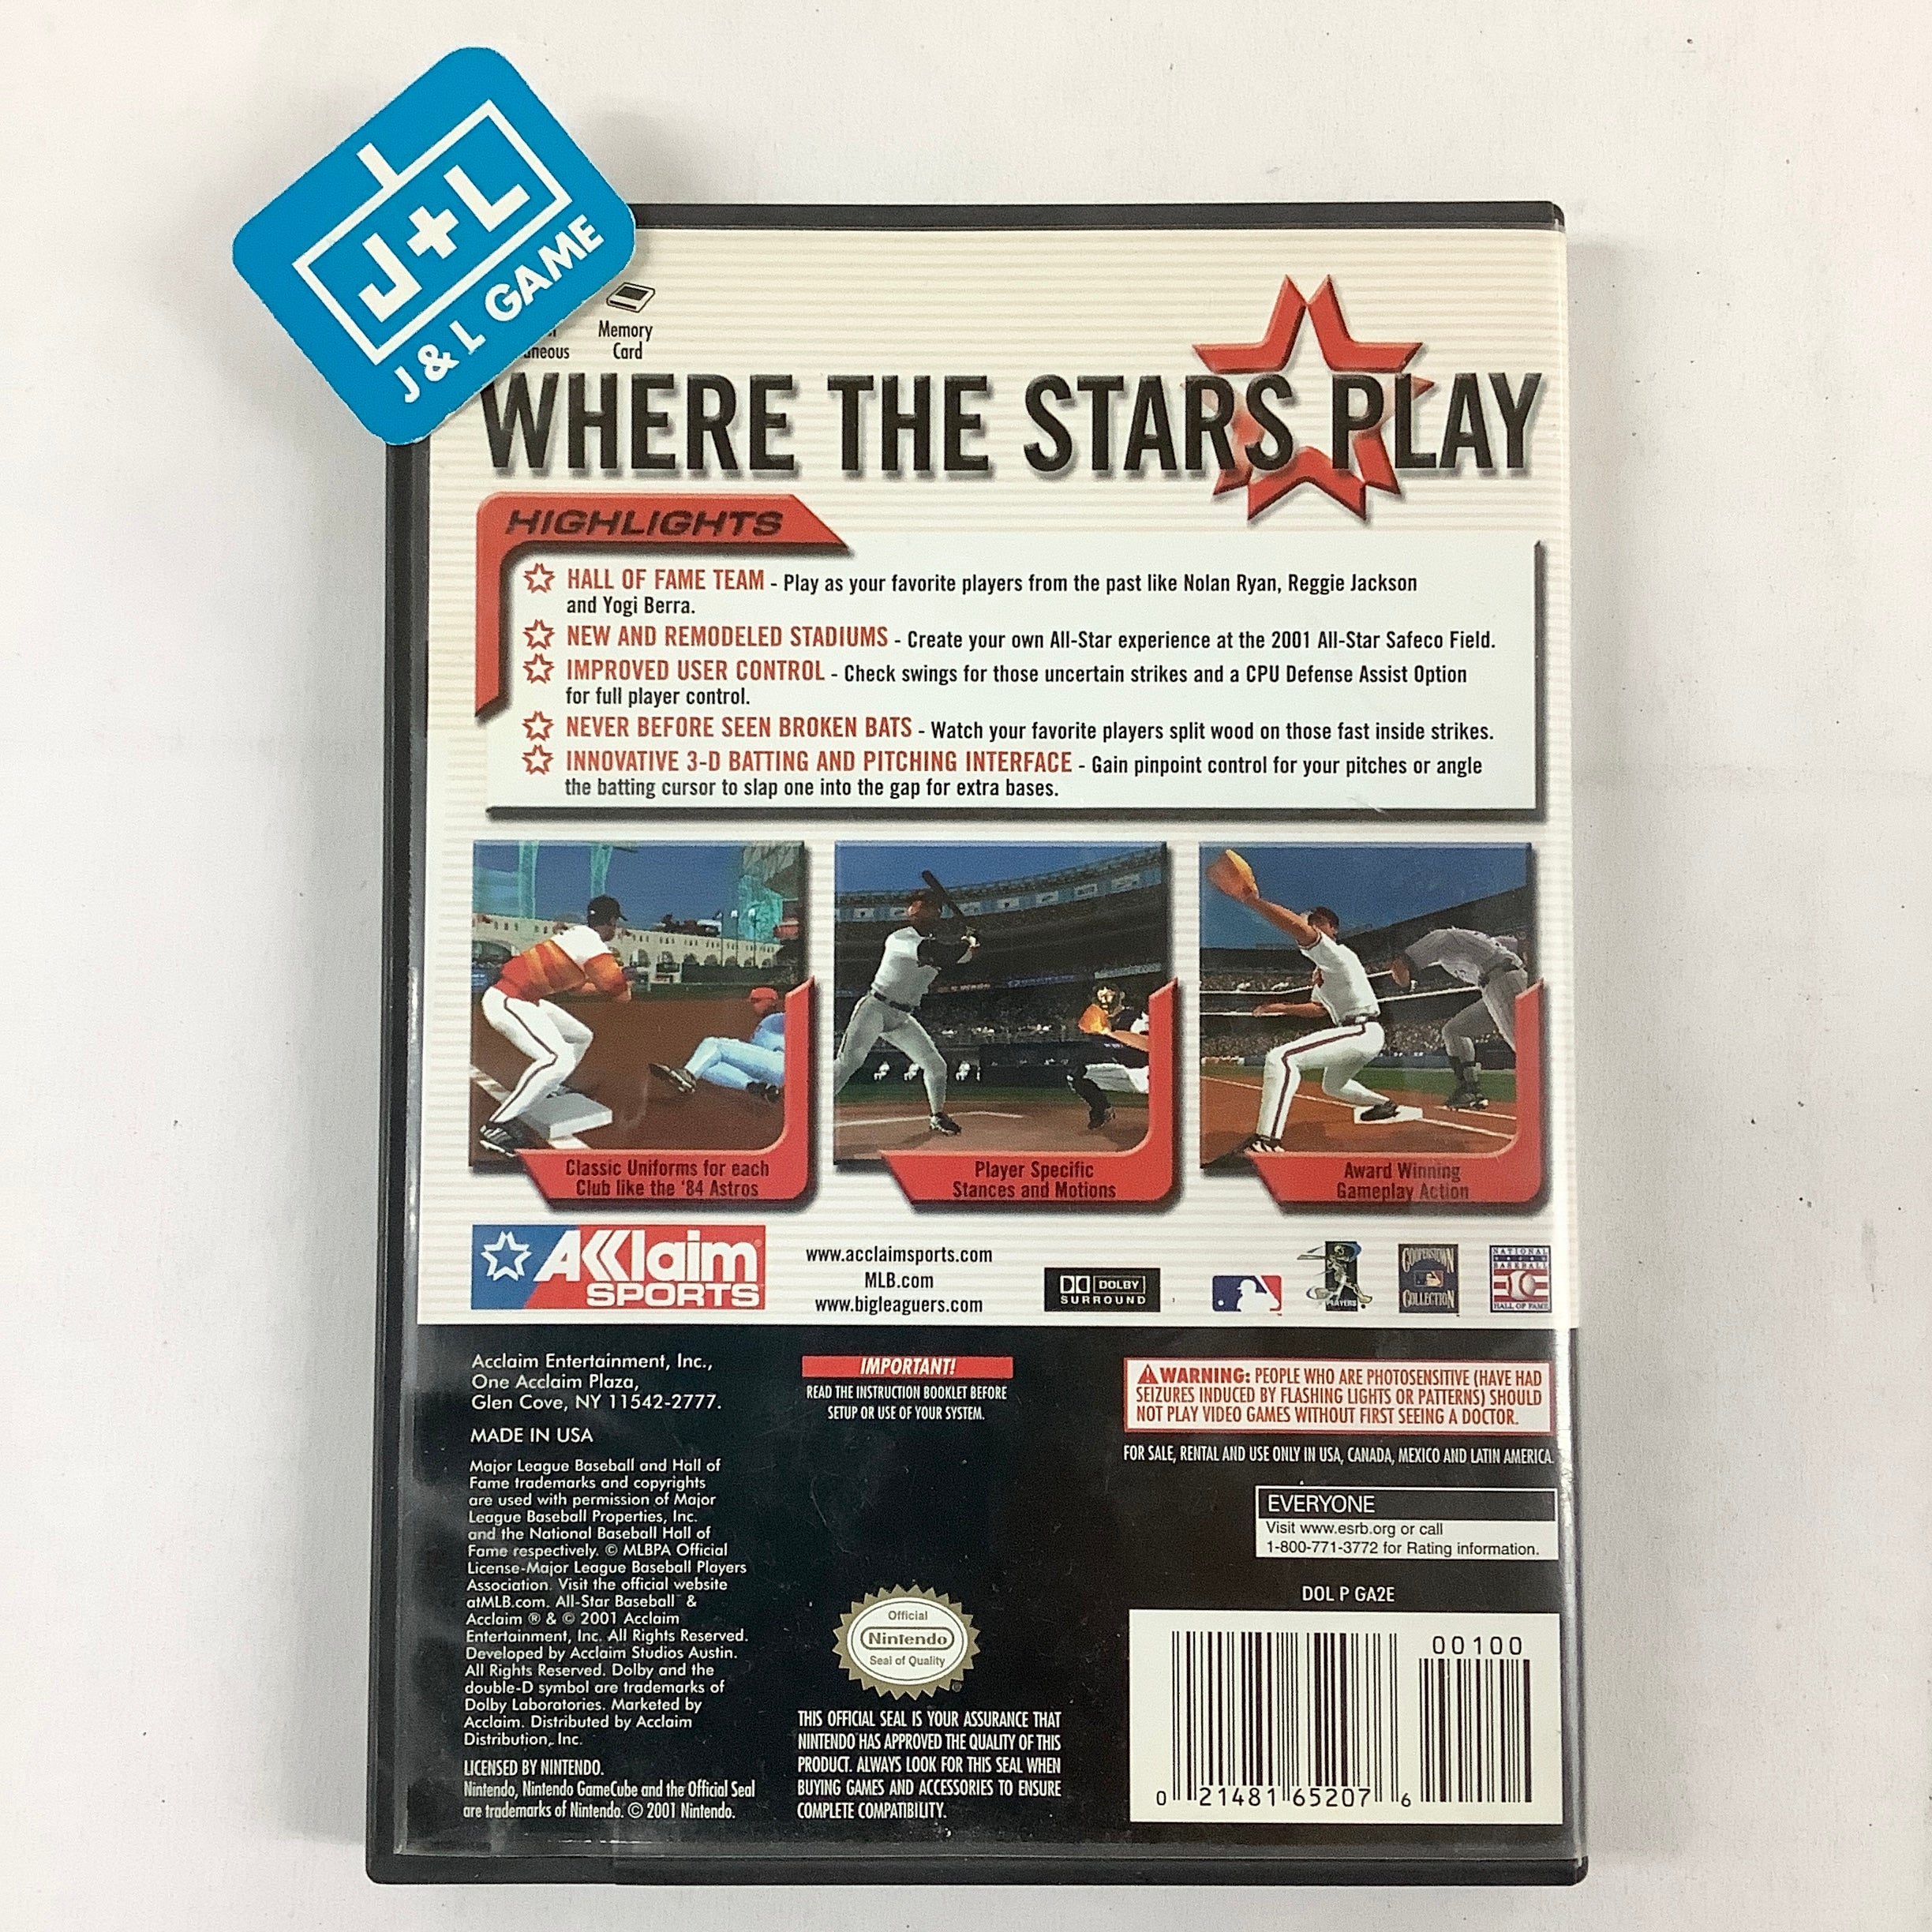 J+L
J & L GAME
Memory
Card
WHERE THE STARS PLAY
HIGHLIGHTS
HALL OF FAME TEAM - Play as your favorite players from the past like Nolan Ryan, Reggie Jackson
and Yogi Berra.
NEW AND REMODELED STADIUMS - Create your own All-Star experience at the 2001 All-Star Safeco Field.
IMPROVED USER CONTROL - Check swings for those uncertain strikes and a CPU Defense Assist Option
for full player control.
NEVER BEFORE SEEN BROKEN BATS - Watch your favorite players split wood on those fast inside strikes.
INNOVATIVE 3-D BATTING AND PITCHING INTERFACE - Gain pinpoint control for your pitches or angle
the batting cursor to slap one into the gap for extra bases.
Classic Uniforms for each
Club like the '84 Astros
Player Specific
Stances and Motions
Award Winning
Gameplay Action
AKKlaim
SPORTS
www.acclaimsports.com
MLB.com
www.bigleaguers.com
DOLBY
SURROUND
PLAYERS
COOPERSTOWN
COLLECTION
NATIONAL
BASEBALL
HALL OF FAME
Acclaim Entertainment, Inc.,
One Acclaim Plaza,
Glen Cove, NY 11542-2777.
MADE IN USA
Major League Baseball and Hall of
Fame trademarks and copyrights
are used with permission of Major
League Baseball Properties, Inc.
and the National Baseball Hall of
Fame respectively. © MLBPA Official
License-Major League Baseball Players
Association. Visit the official website
atMLB.com. All-Star Baseball™ &
Acclaim ® & © 2001 Acclaim
Entertainment, Inc. All Rights Reserved.
Developed by Acclaim Studios Austin.
All Rights Reserved. Dolby and the
double-D symbol are trademarks of
Dolby Laboratories. Marketed by
Acclaim. Distributed by Acclaim
Distribution, Inc.
LICENSED BY NINTENDO.
Nintendo, Nintendo GameCube and the Official Seal
are trademarks of Nintendo. © 2001 Nintendo.
IMPORTANT!
READ THE INSTRUCTION BOOKLET BEFORE
SETUP OR USE OF YOUR SYSTEM.
Official
Nintendo
Seal of Quality
THIS OFFICIAL SEAL IS YOUR ASSURANCE THAT
NINTENDO HAS APPROVED THE QUALITY OF THIS
PRODUCT. ALWAYS LOOK FOR THIS SEAL WHEN
BUYING GAMES AND ACCESSORIES TO ENSURE
COMPLETE COMPATIBILITY.
WARNING: PEOPLE WHO ARE PHOTOSENSITIVE (HAVE HAD
SEIZURES INDUCED BY FLASHING LIGHTS OR PATTERNS) SHOULD
NOT PLAY VIDEO GAMES WITHOUT FIRST SEEING A DOCTOR.
FOR SALE, RENTAL AND USE ONLY IN USA, CANADA, MEXICO AND LATIN AMERICA.
EVERYONE
Visit www.esrb.org or call
1-800-771-3772 for Rating information.
DOL P GA2E
00100
0 21481 65207 6